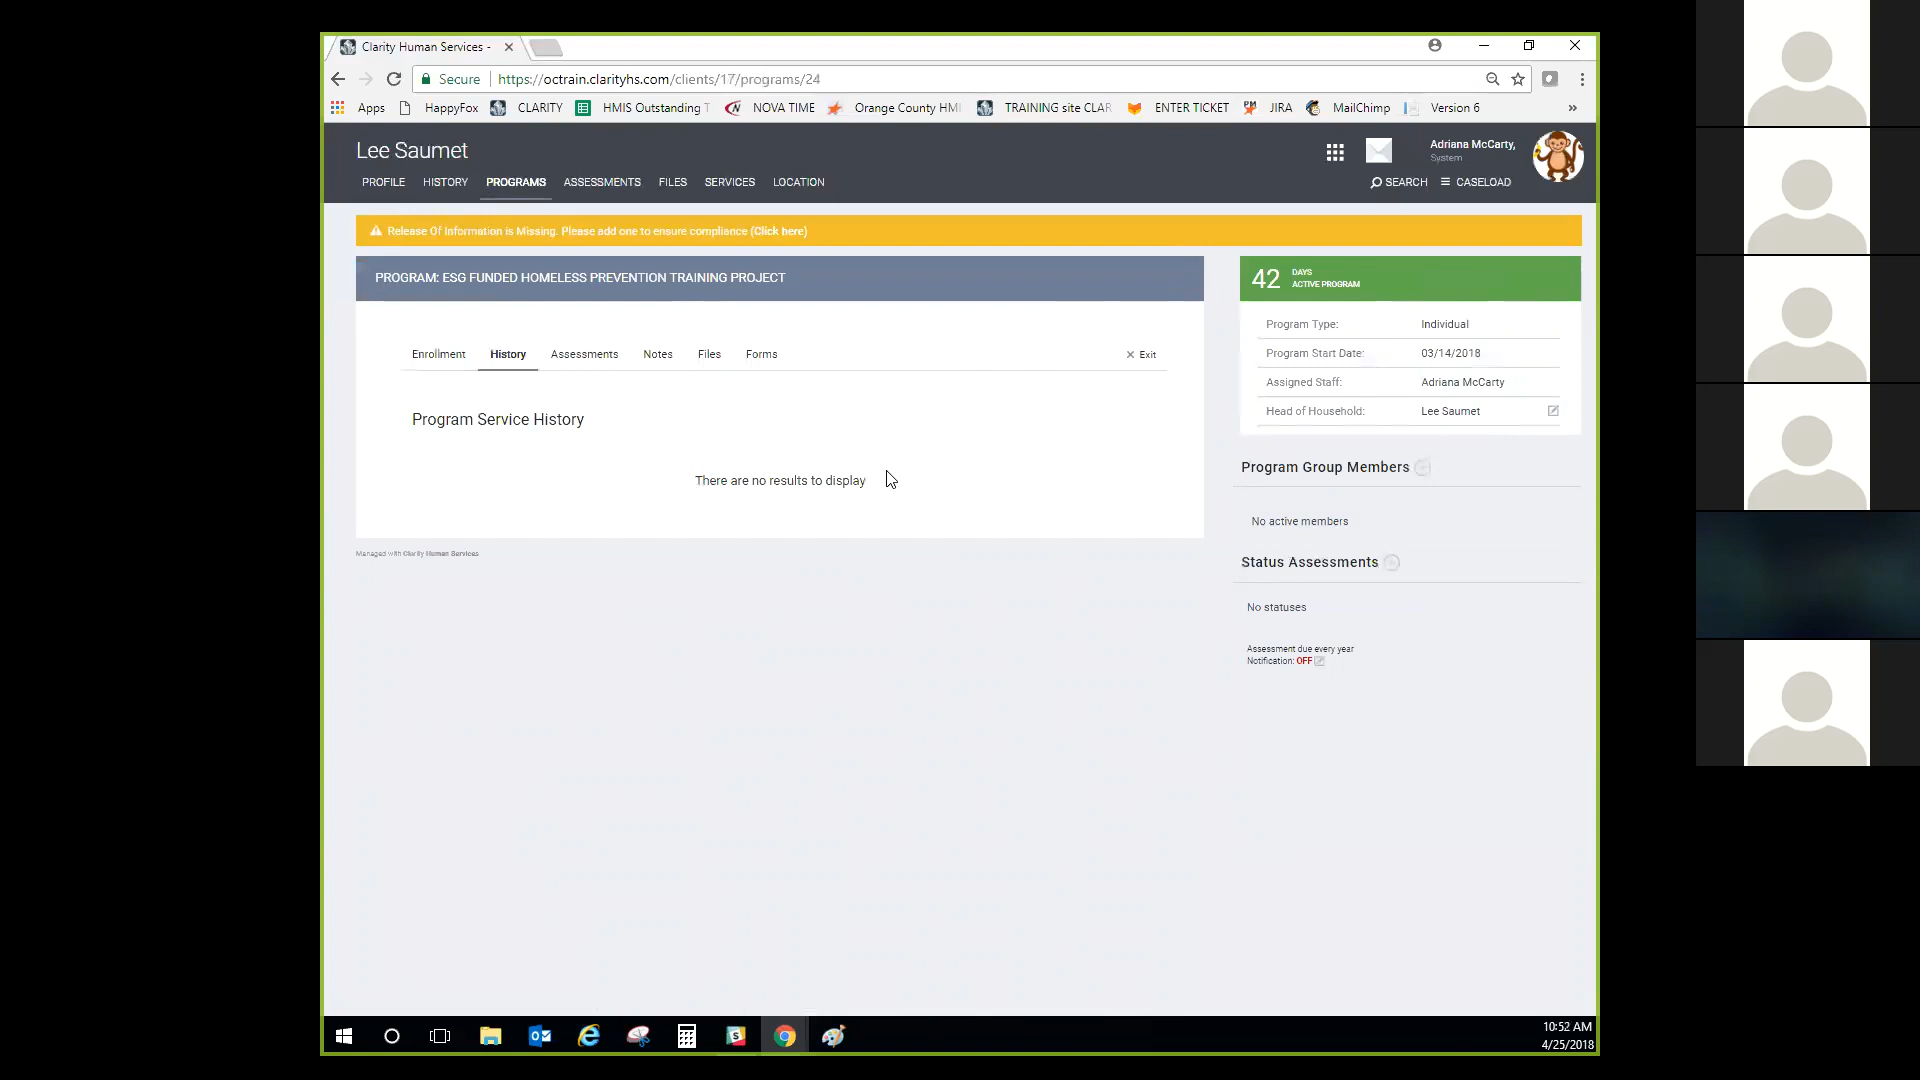 Clarity Human Services -
Secure https://octrain.clarityhs.com/clients/17/programs/24
Apps HappyFox CLARITY HMIS Outstanding T NOVA TIME Orange County HMI TRAINING site CLAR ENTER TICKET JIRA MailChimp Version 6 »
Lee Saumet
Adriana McCarty,
System
PROFILE HISTORY PROGRAMS ASSESSMENTS FILES SERVICES LOCATION
SEARCH CASELOAD
Release Of Information is Missing. Please add one to ensure compliance (Click here)
PROGRAM: ESG FUNDED HOMELESS PREVENTION TRAINING PROJECT
Enrollment History Assessments Notes Files Forms Exit
Program Service History
There are no results to display
Managed with Clarity Human Services
42 DAYS
ACTIVE PROGRAM
Program Type: Individual
Program Start Date: 03/14/2018
Assigned Staff: Adriana McCarty
Head of Household: Lee Saumet
Program Group Members
No active members
Status Assessments
No statuses
Assessment due every year
Notification: OFF
10:52 AM
4/25/2018